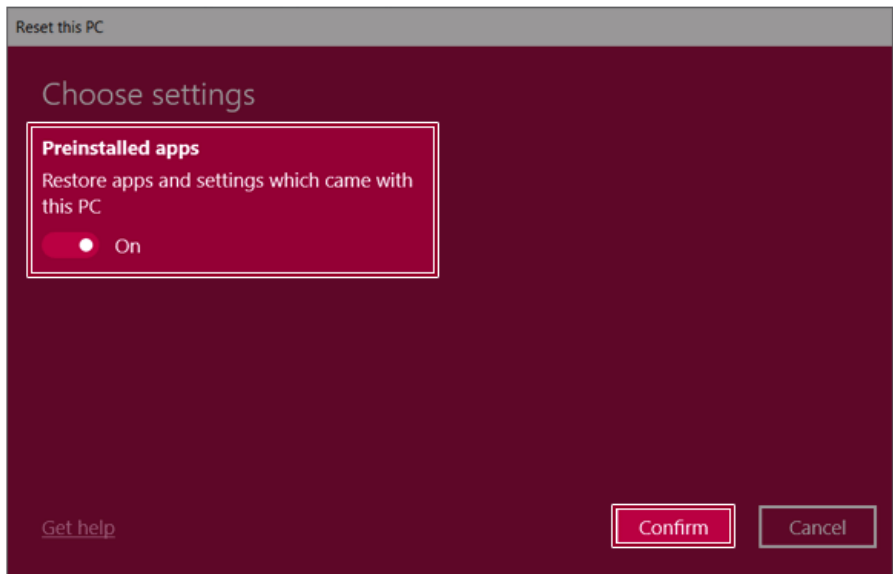 Reset this PC
Choose settings
Preinstalled apps
Restore apps and settings which came with
this PC
On
Get help
Confirm
Cancel